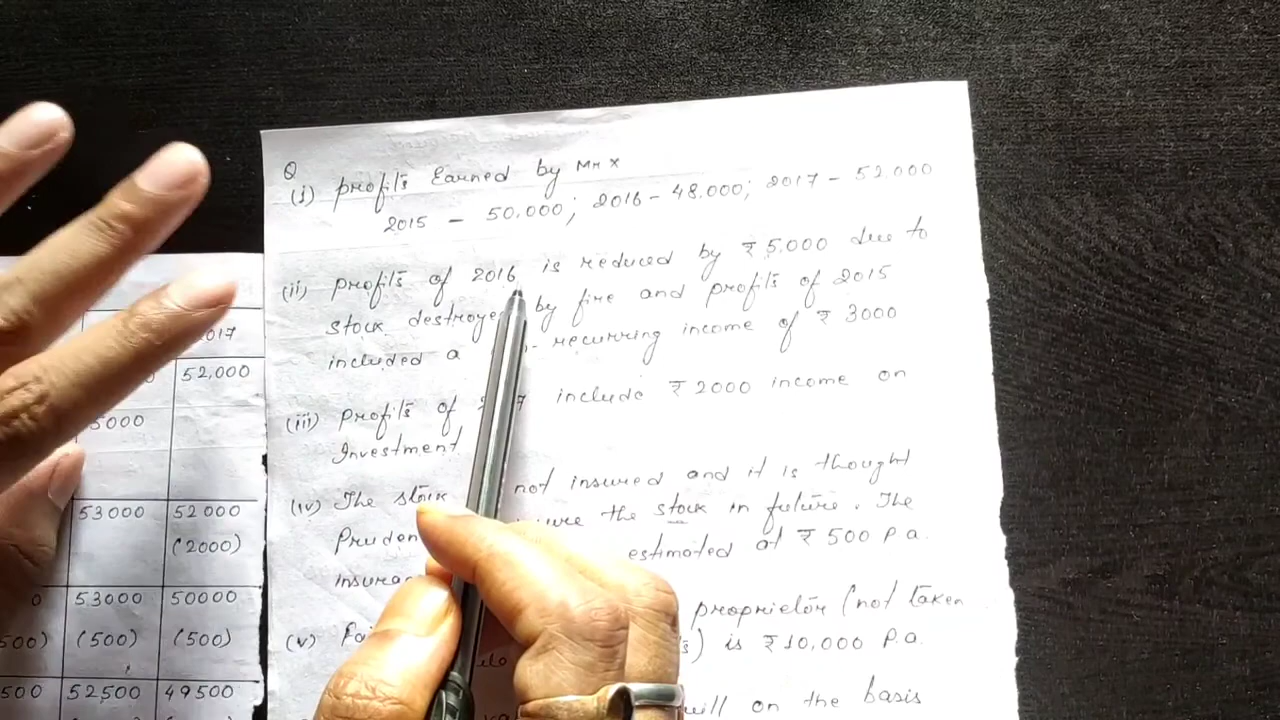 Q
(i) profits Earned by Mr X
2015 - 50,000; 2016 - 48,000; 2017 - 52,000
(ii) profits of 2016 is reduced by ₹ 5,000 due to
stock destroyed by fire and profits of 2015
included a recurring income of ₹ 3000
(iii) Profits of include ₹ 2000 income on
Investment
(iv) The stock not insured and it is thought
the stock in future. The
estimated at ₹ 500 P.a.
(v) proprietor (not taken
is ₹ 10,000 P.a.
on the basis
2017
52,000
5000
53000 52000
(2000)
0 53000 50000
500) (500) (500)
500 52500 49500